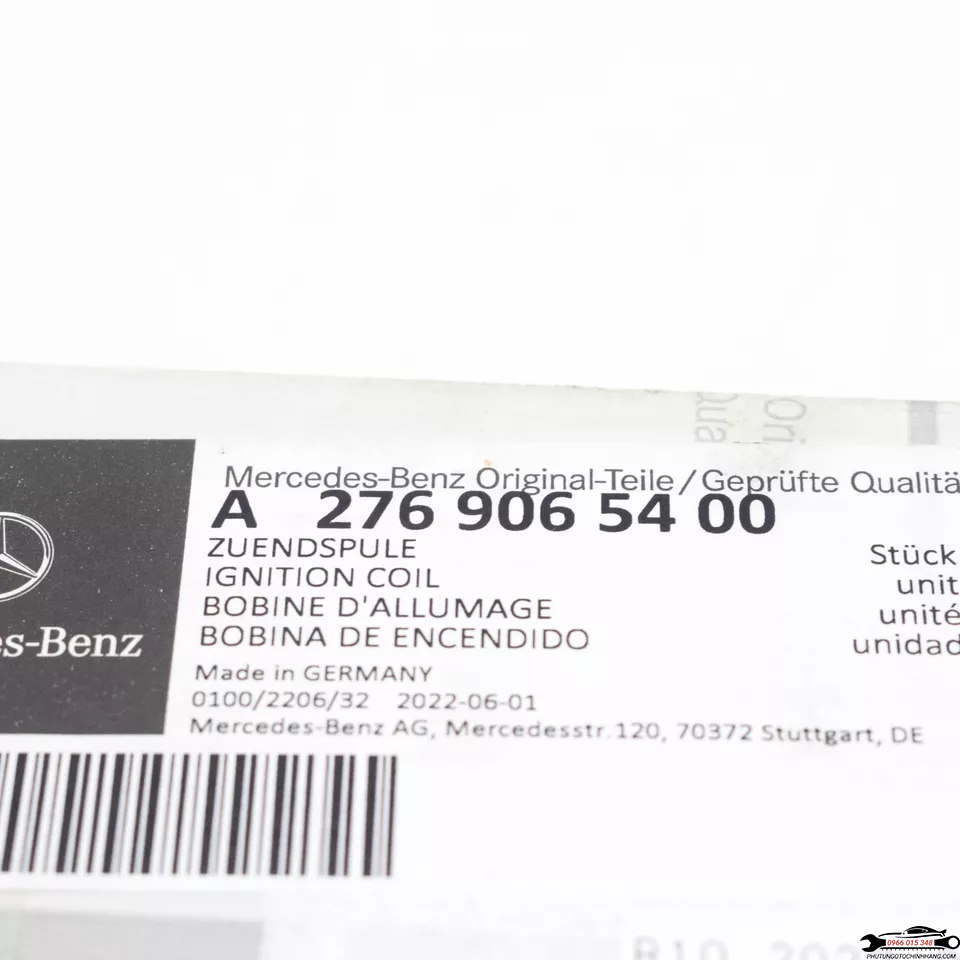 Mercedes-Benz Original-Teile/Geprüfte Qualitä
A 276 906 54 00
ZUENDSPULE
IGNITION COIL
BOBINE D'ALLUMAGE
BOBINA DE ENCENDIDO
Stück
unit
unité
unidad
es-Benz
Made in GERMANY
0100/2206/32 2022-06-01
Mercedes-Benz AG, Mercedesstr.120, 70372 Stuttgart, DE
0966 015 348
PHUTUNGOTOCHINHHANG.COM